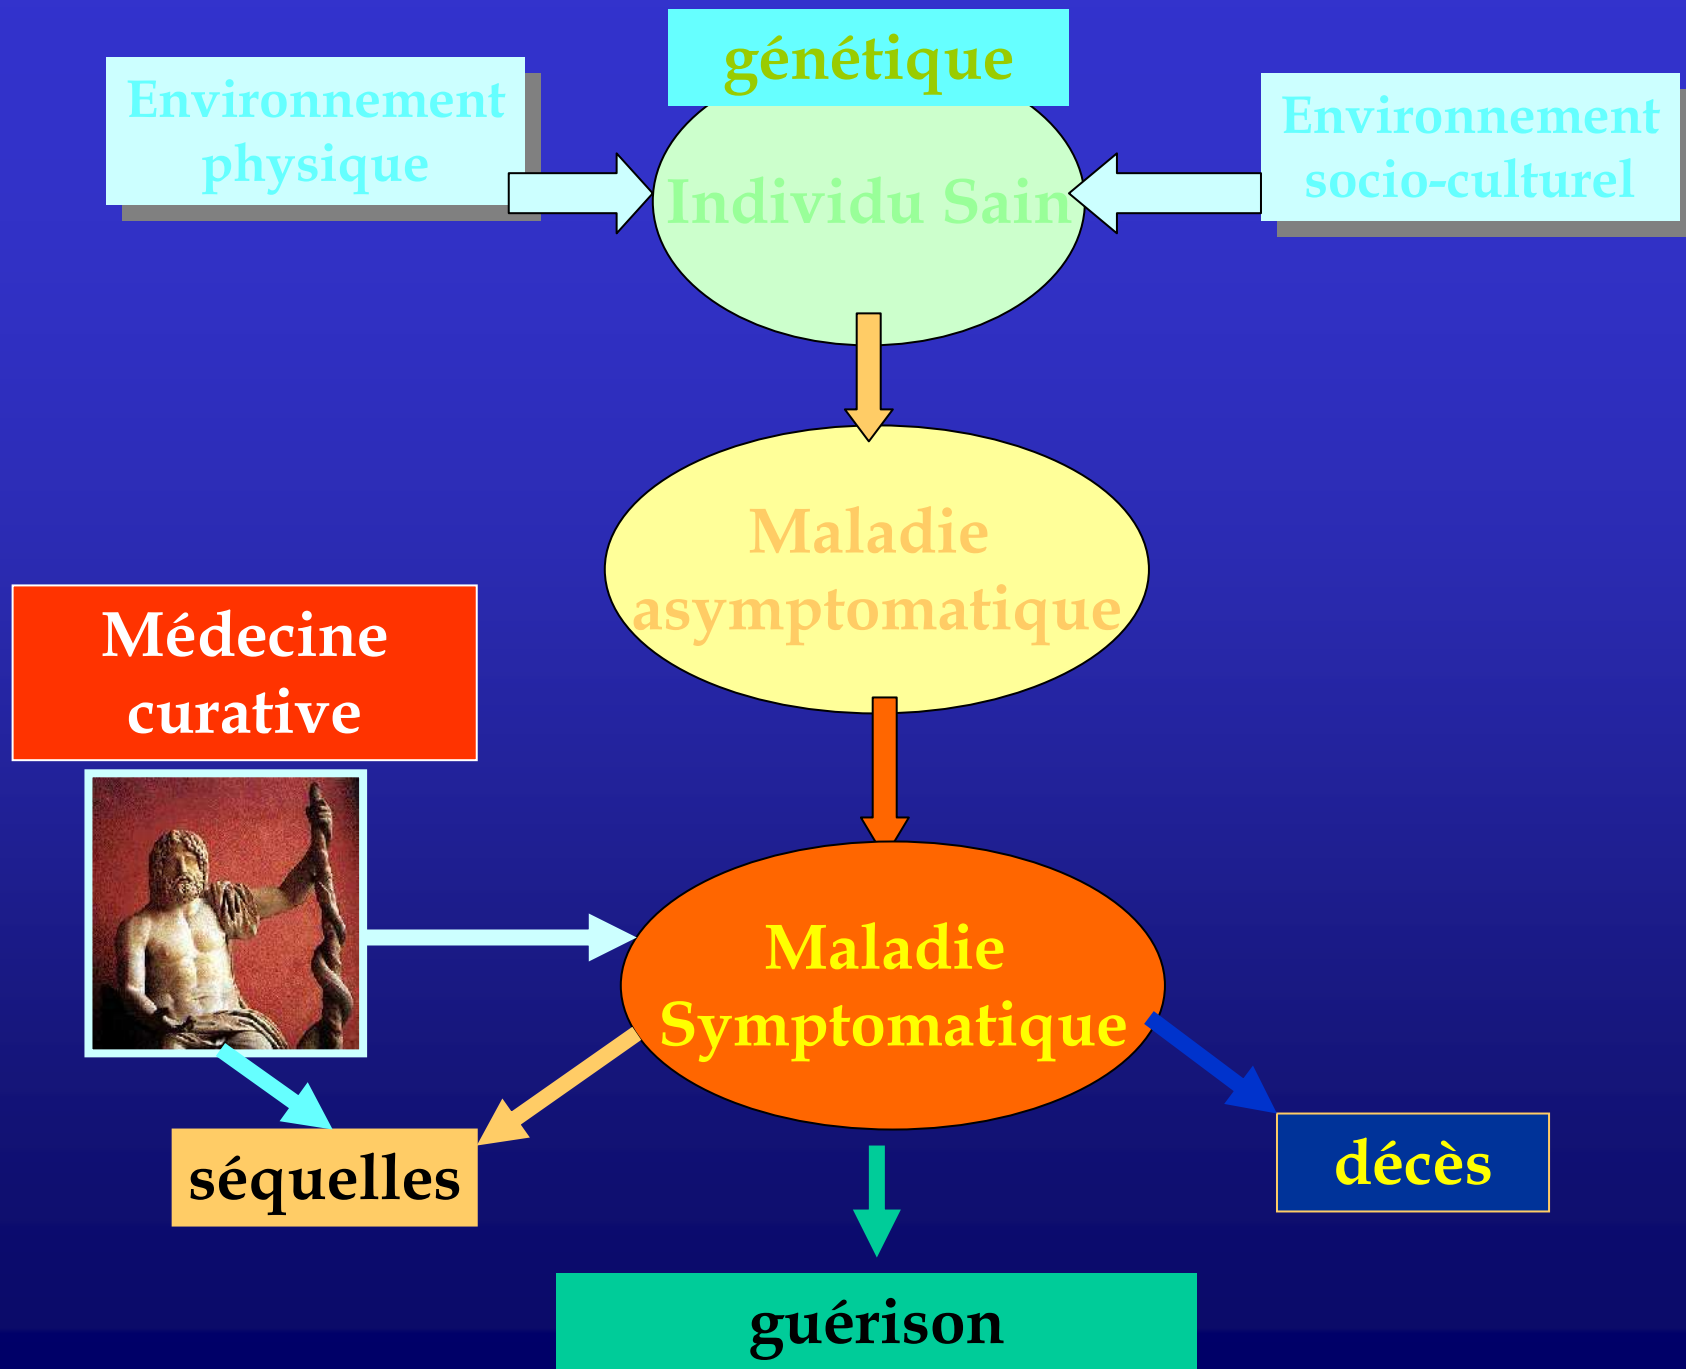 génétique
Environnement
physique
Environnement
socio-culturel
Individu Sain
Maladie
asymptomatique
Médecine
curative
Maladie
Symptomatique
séquelles
décès
guérison